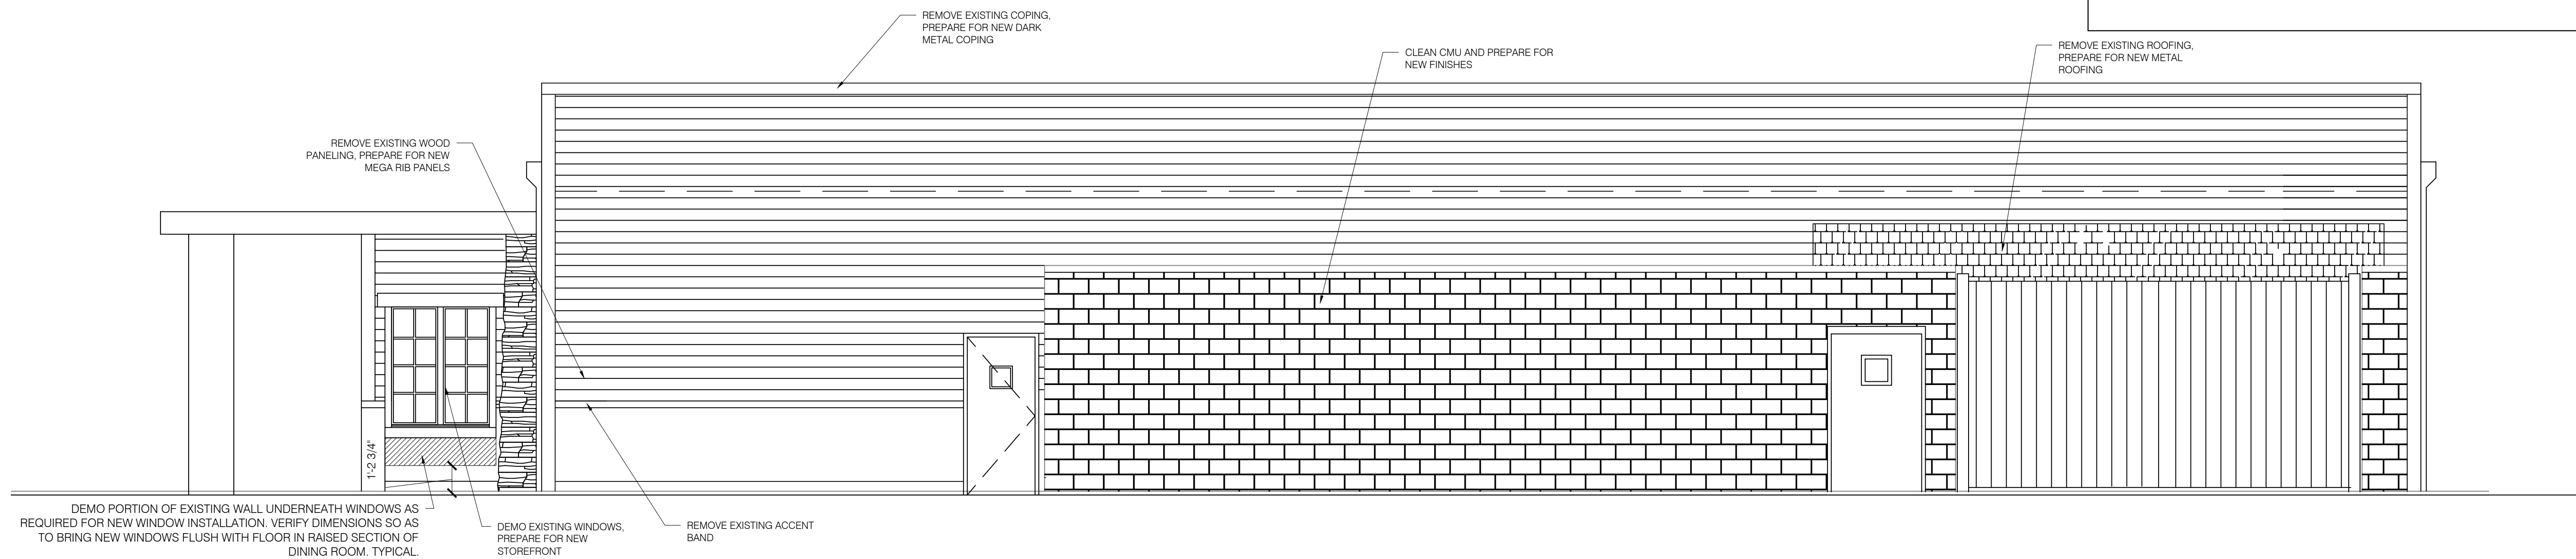 REMOVE EXISTING COPING,
PREPARE FOR NEW DARK
METAL COPING
CLEAN CMU AND PREPARE FOR
NEW FINISHES
REMOVE EXISTING ROOFING,
PREPARE FOR NEW METAL
ROOFING
REMOVE EXISTING WOOD
PANELING, PREPARE FOR NEW
MEGA RIB PANELS
1'-2 3/4"
DEMO PORTION OF EXISTING WALL UNDERNEATH WINDOWS AS
REQUIRED FOR NEW WINDOW INSTALLATION. VERIFY DIMENSIONS SO AS
TO BRING NEW WINDOWS FLUSH WITH FLOOR IN RAISED SECTION OF
DINING ROOM. TYPICAL.
DEMO EXISTING WINDOWS,
PREPARE FOR NEW
STOREFRONT
REMOVE EXISTING ACCENT
BAND